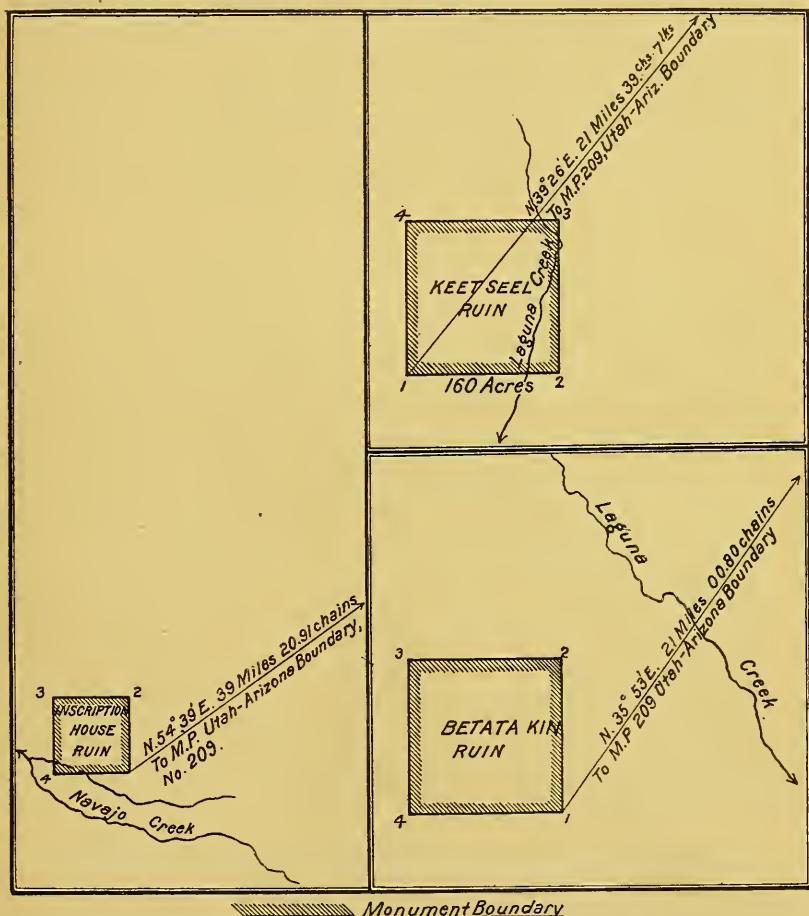 N. 39° 26' E. 21 Miles 39. chs. 7 lks
To M.P. 209, Utah-Ariz. Boundary
4
3
KEET SEEL
RUIN
Laguna Creek
1
160 Acres
2
3
2
INSCRIPTION
HOUSE
RUIN
4
N. 54° 39' E. 39 Miles 20.91 chains
To M.P. Utah-Arizona Boundary,
No. 209.
Navajo Creek
Laguna
Creek.
3
2
BETATA KIN
RUIN
4
1
N. 35° 53' E. 21 Miles 00.80 chains
To M.P. 209 Utah-Arizona Boundary
Monument Boundary